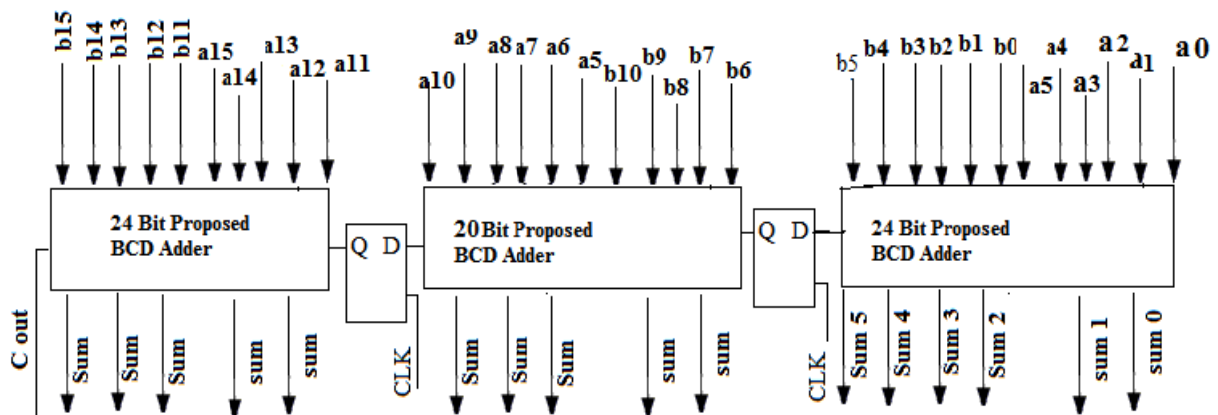 b15 b14 b13 b12 b11 a15 a14 a13 a12 a11
a10 a9 a8 a7 a6 a5 b10 b9 b8 b7 b6
b5 b4 b3 b2 b1 b0 a5 a4 a3 a2 a1 a0
24 Bit Proposed
BCD Adder
Q D
20 Bit Proposed
BCD Adder
Q D
24 Bit Proposed
BCD Adder
C out
Sum Sum Sum sum sum
CLK
Sum Sum Sum sum sum
CLK
Sum 5 Sum 4 Sum 3 Sum 2 sum 1 sum 0